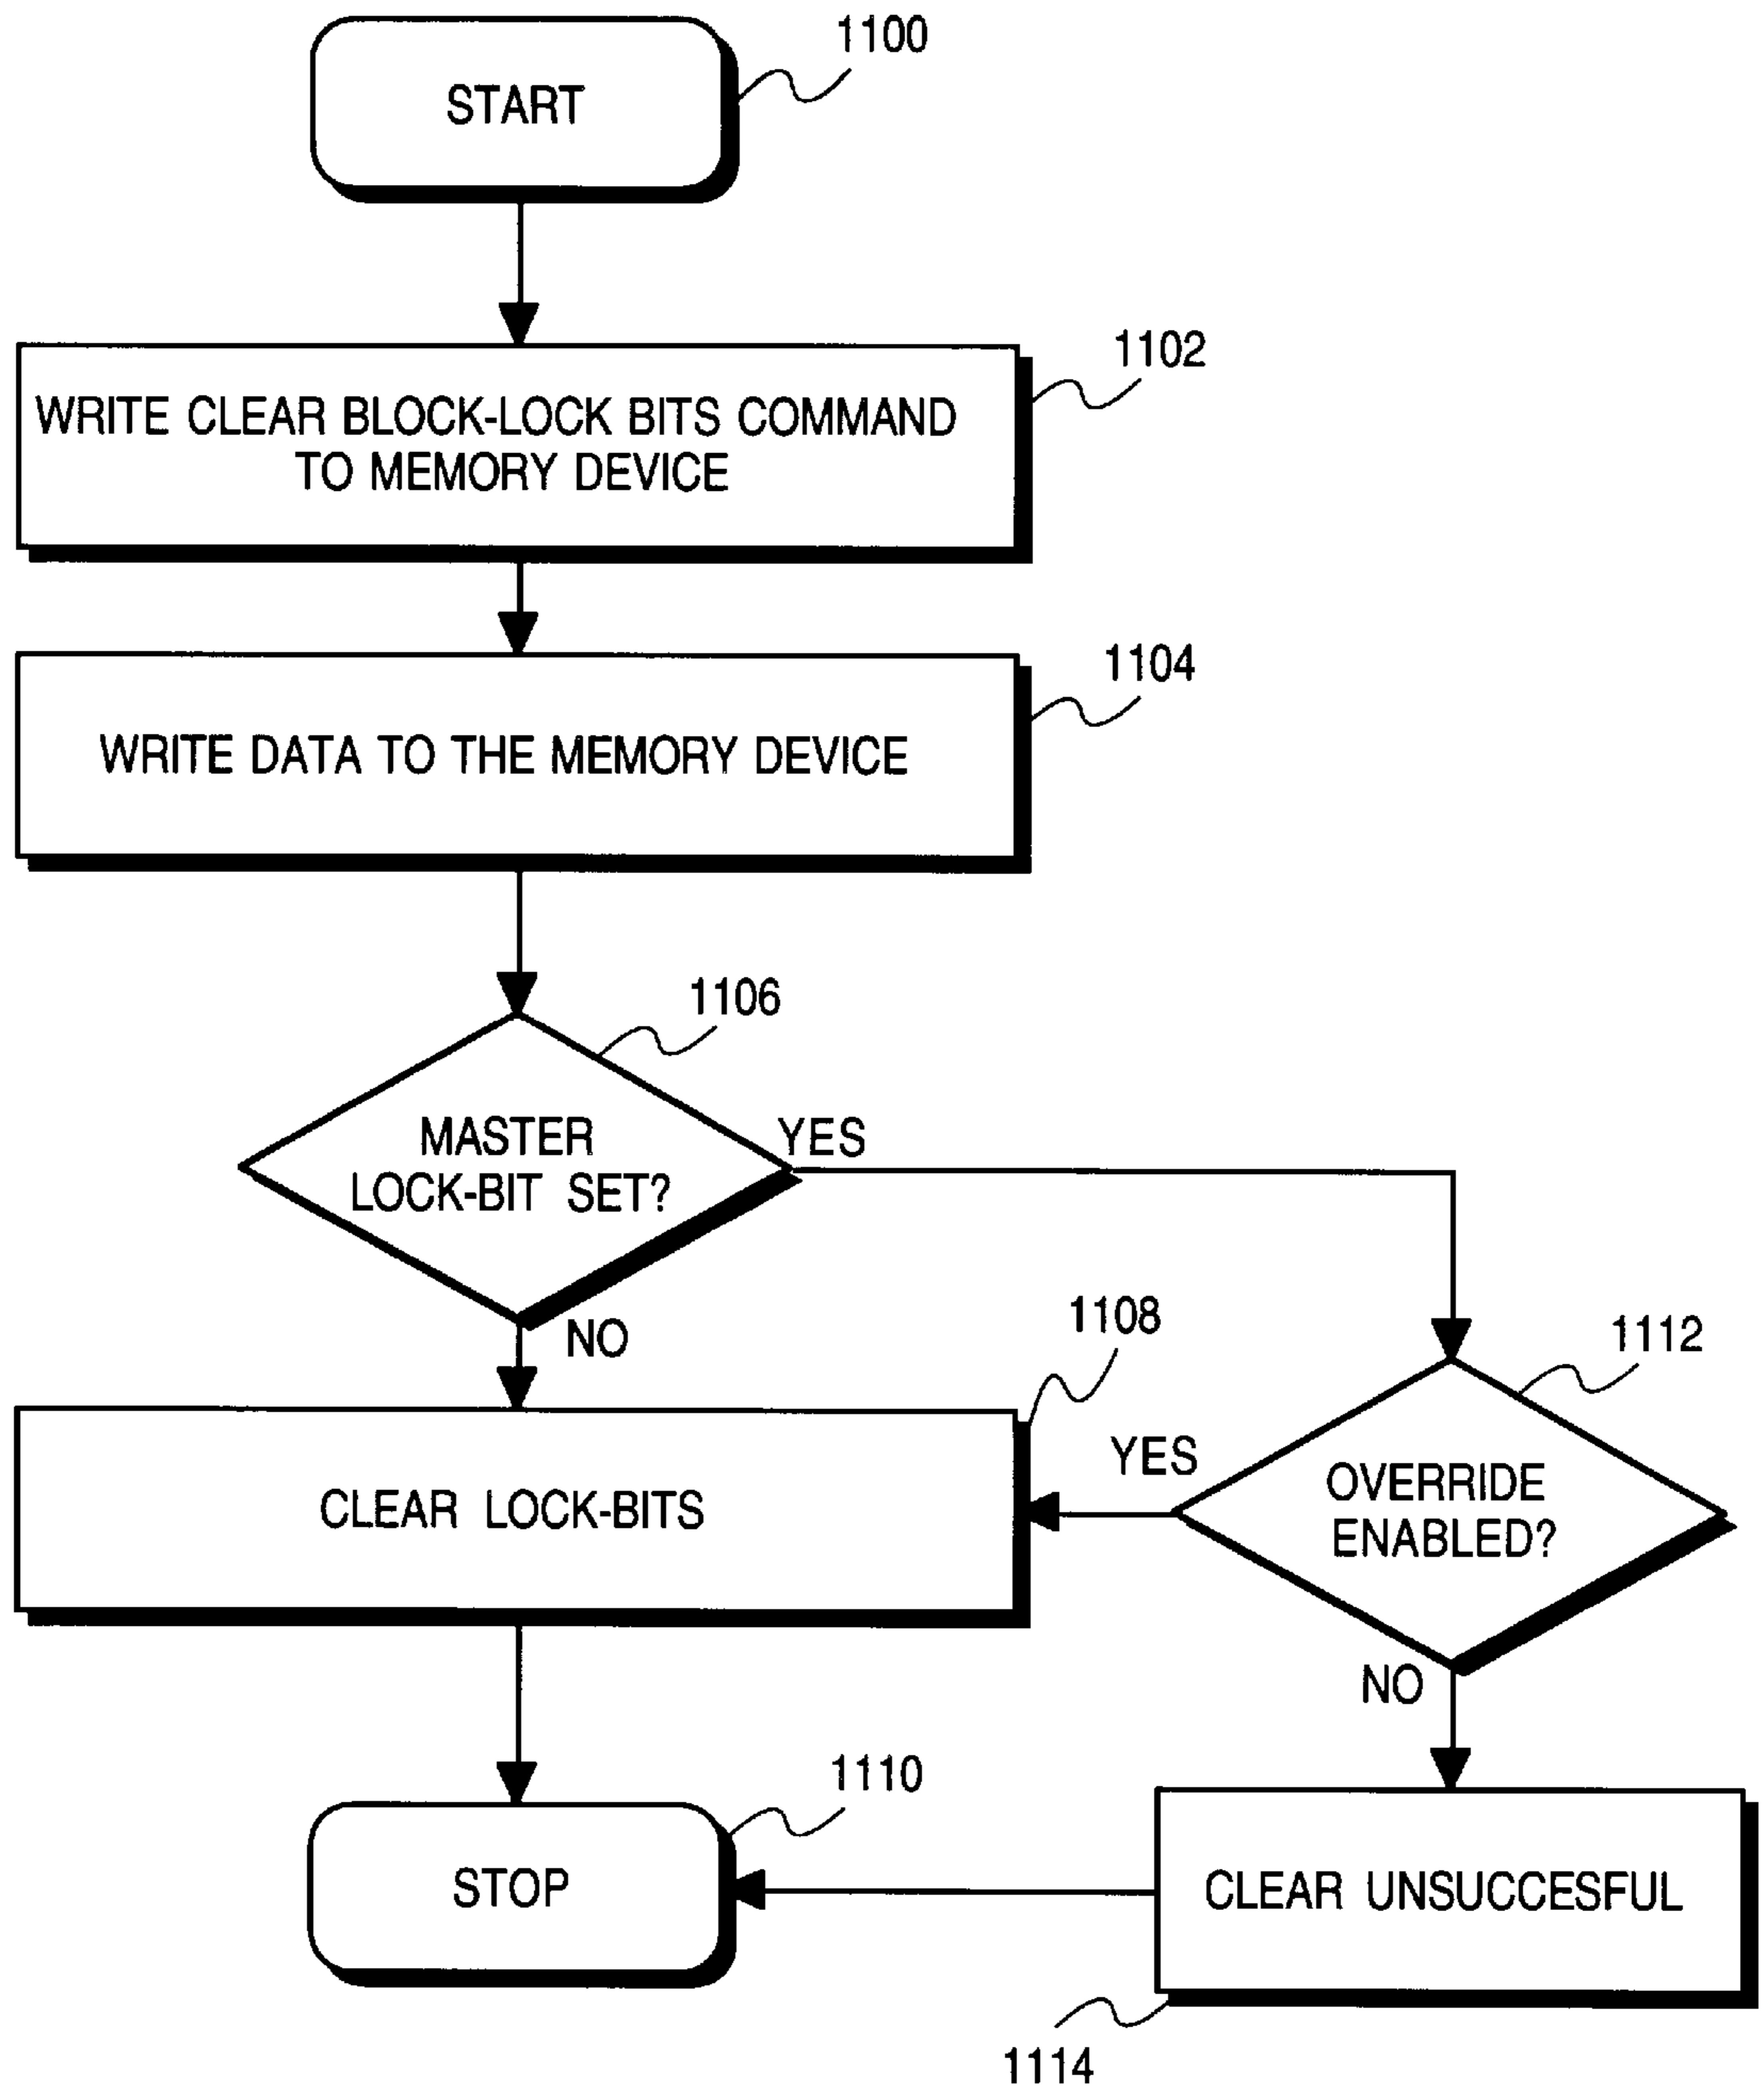 1100
START
1102
WRITE CLEAR BLOCK-LOCK BITS COMMAND
TO MEMORY DEVICE
1104
WRITE DATA TO THE MEMORY DEVICE
1106
MASTER
LOCK-BIT SET?
YES
NO
1108
1112
CLEAR LOCK-BITS
YES
OVERRIDE
ENABLED?
NO
1110
STOP
CLEAR UNSUCCESFUL
1114